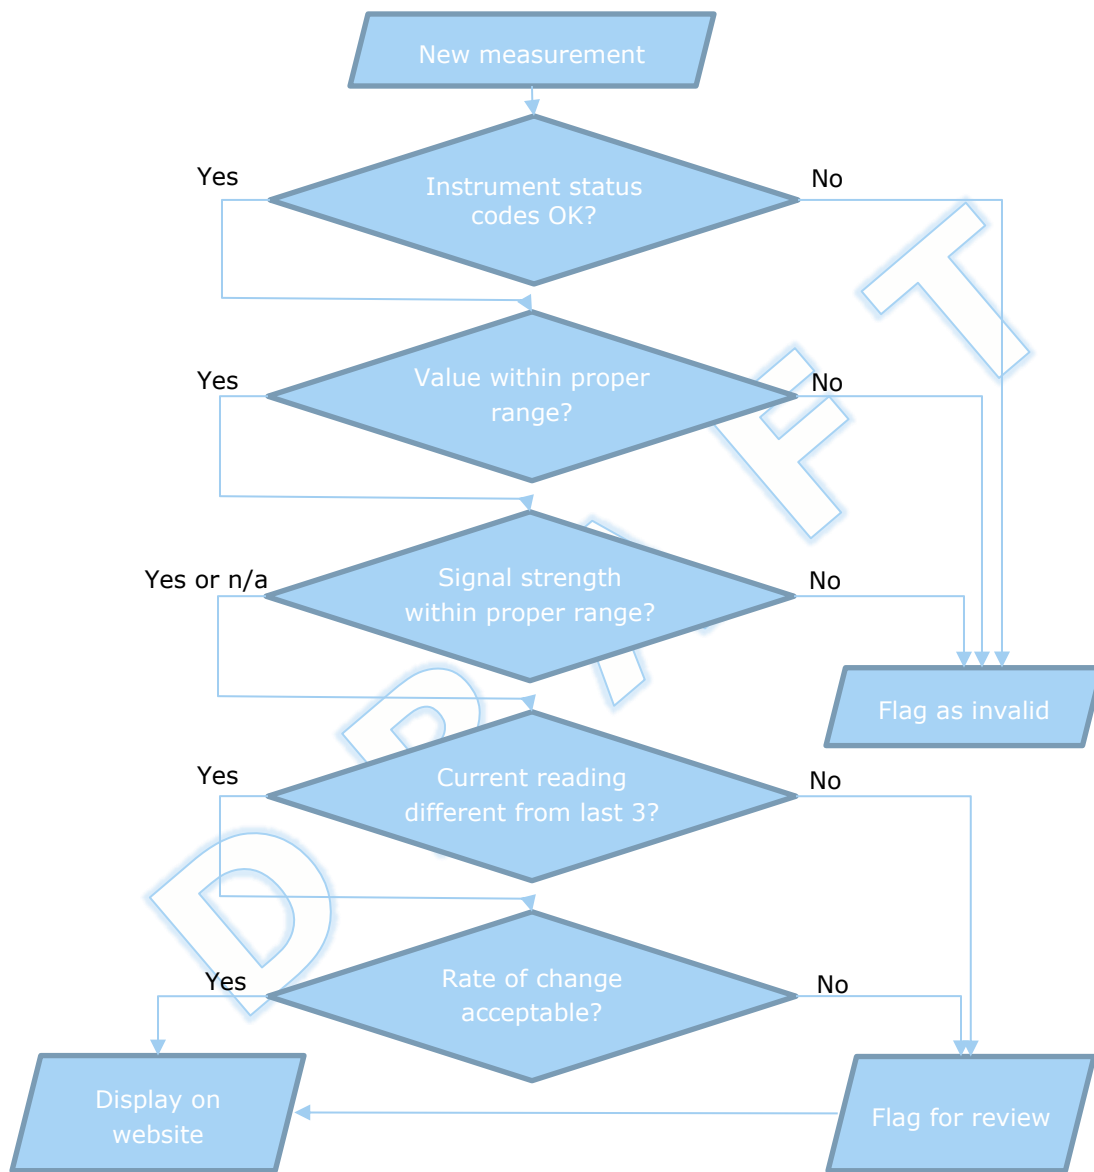 New measurement
Yes
No
Instrument status
codes OK?
Yes
No
Value within proper
range?
Yes or n/a
No
Signal strength
within proper range?
Flag as invalid
Yes
No
Current reading
different from last 3?
Yes
No
Rate of change
acceptable?
Display on
website
Flag for review
DRAFT